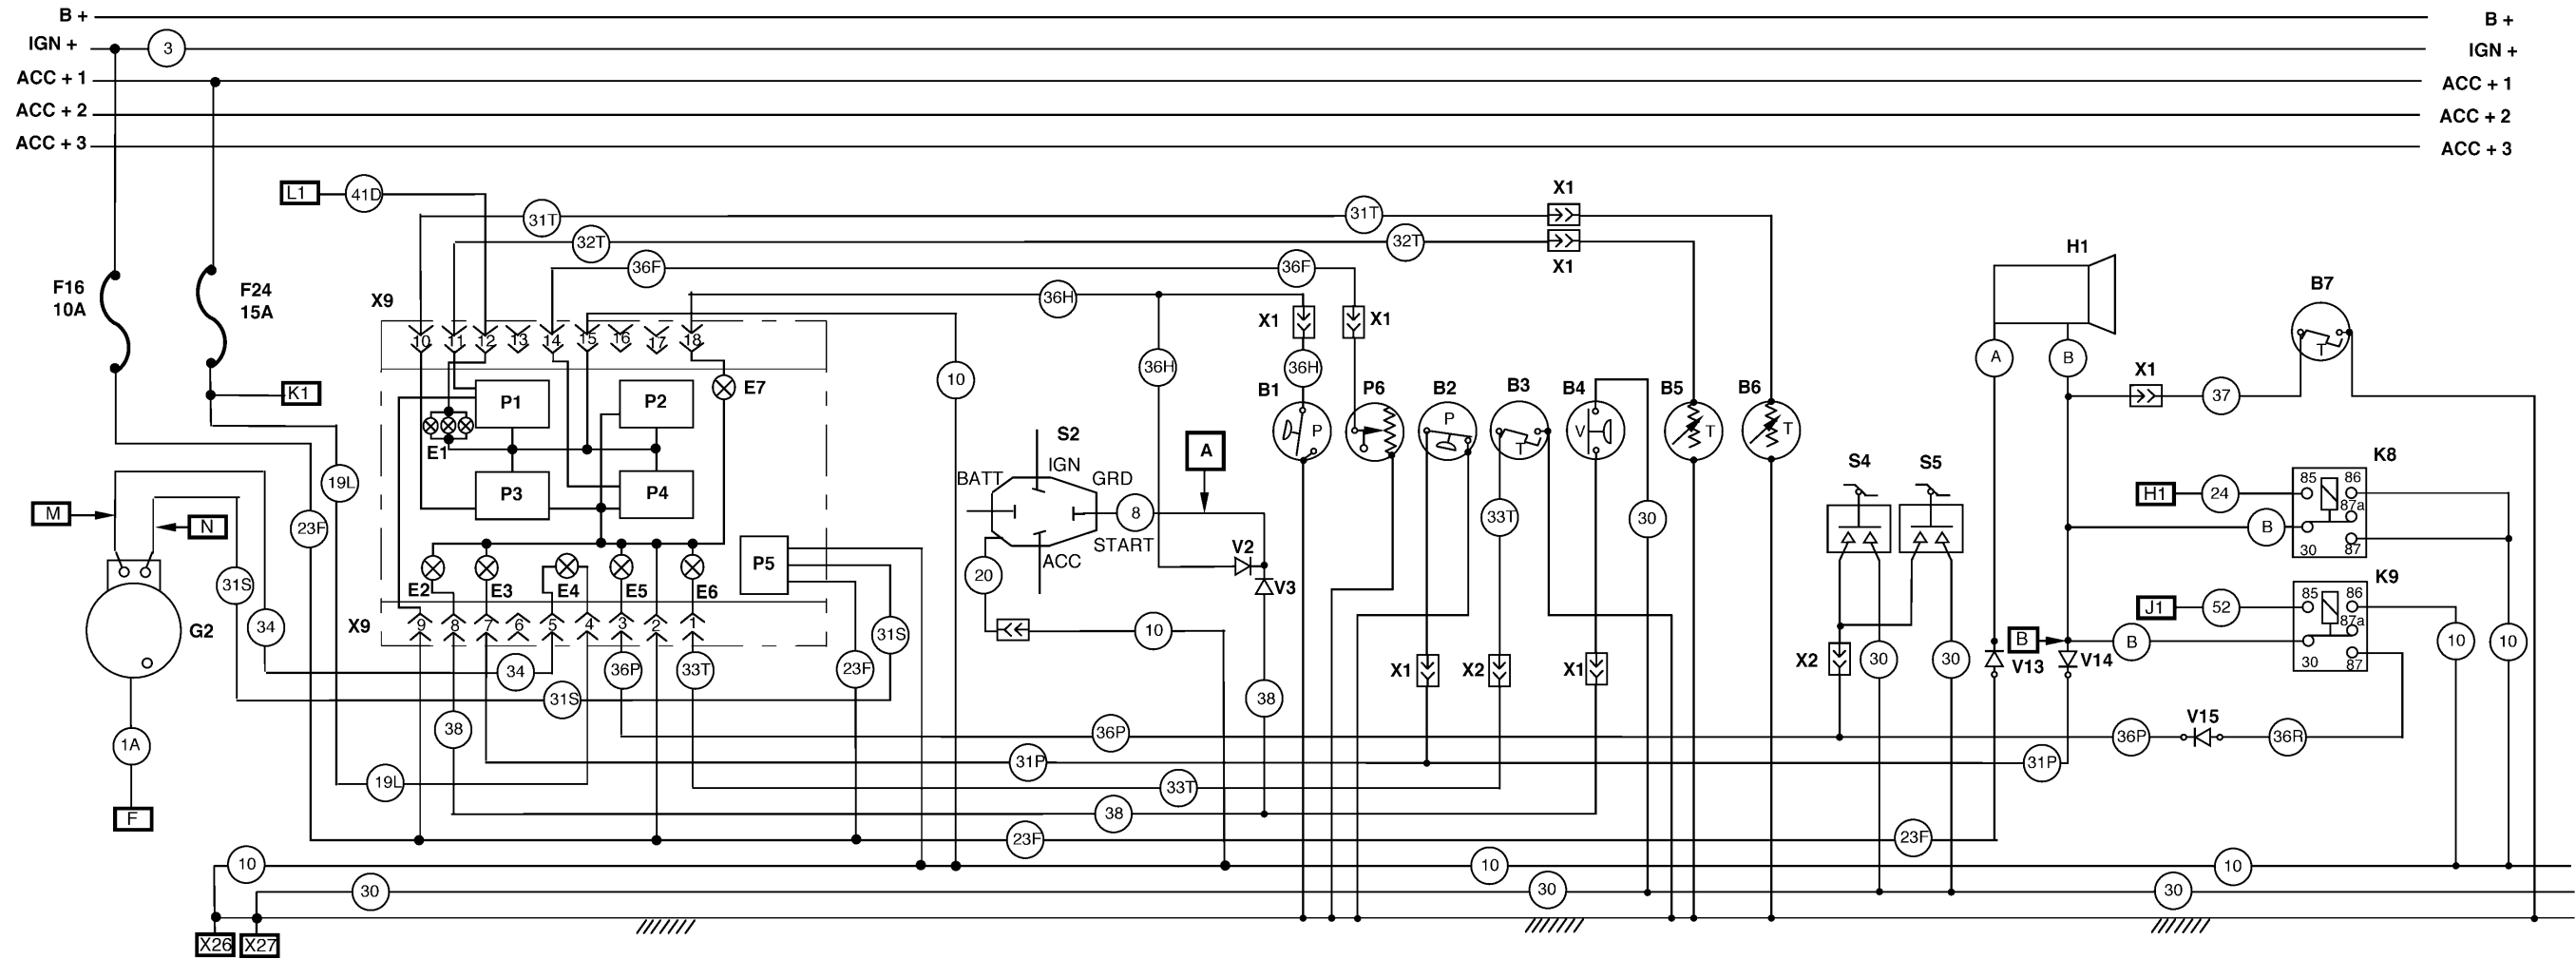 B + B +
IGN + 3 IGN +
ACC + 1 ACC + 1
ACC + 2 ACC + 2
ACC + 3 ACC + 3
L1 41D X1
31T 31T
32T 32T
X1
H1
36F 36F
B7
F16 10A
F24 15A
X9
36H
X1 X1
10 11 12 13 14 15 16 17 18
T
A B
36H 36H
10
X1 37
K1
E7
P1 P2
B1 P6 B2 B3 B4 B5 B6
P P T V T T
E1
S2
A
BATT IGN GRD
S4 S5
K8
19L
P3 P4
8
33T
30
H1 24 85 86
87a
B
30 87
M N
23F
START
ACC
V2
P5
20
V3
K9
31S
E2 E3 E4 E5 E6
J1 52 85 86
87a
30 87
G2
34
X9
9 8 7 6 5 4 3 2 1
31S
10
B B
10 10
34 36P 33T 23F
X1 X2 X1
X2 30 30
V13 V14
31S
38
38
1A
36P
36P V15 36R
31P 31P
19L
33T
F
38
23F 23F
10 10 10
30 30 30
X26 X27